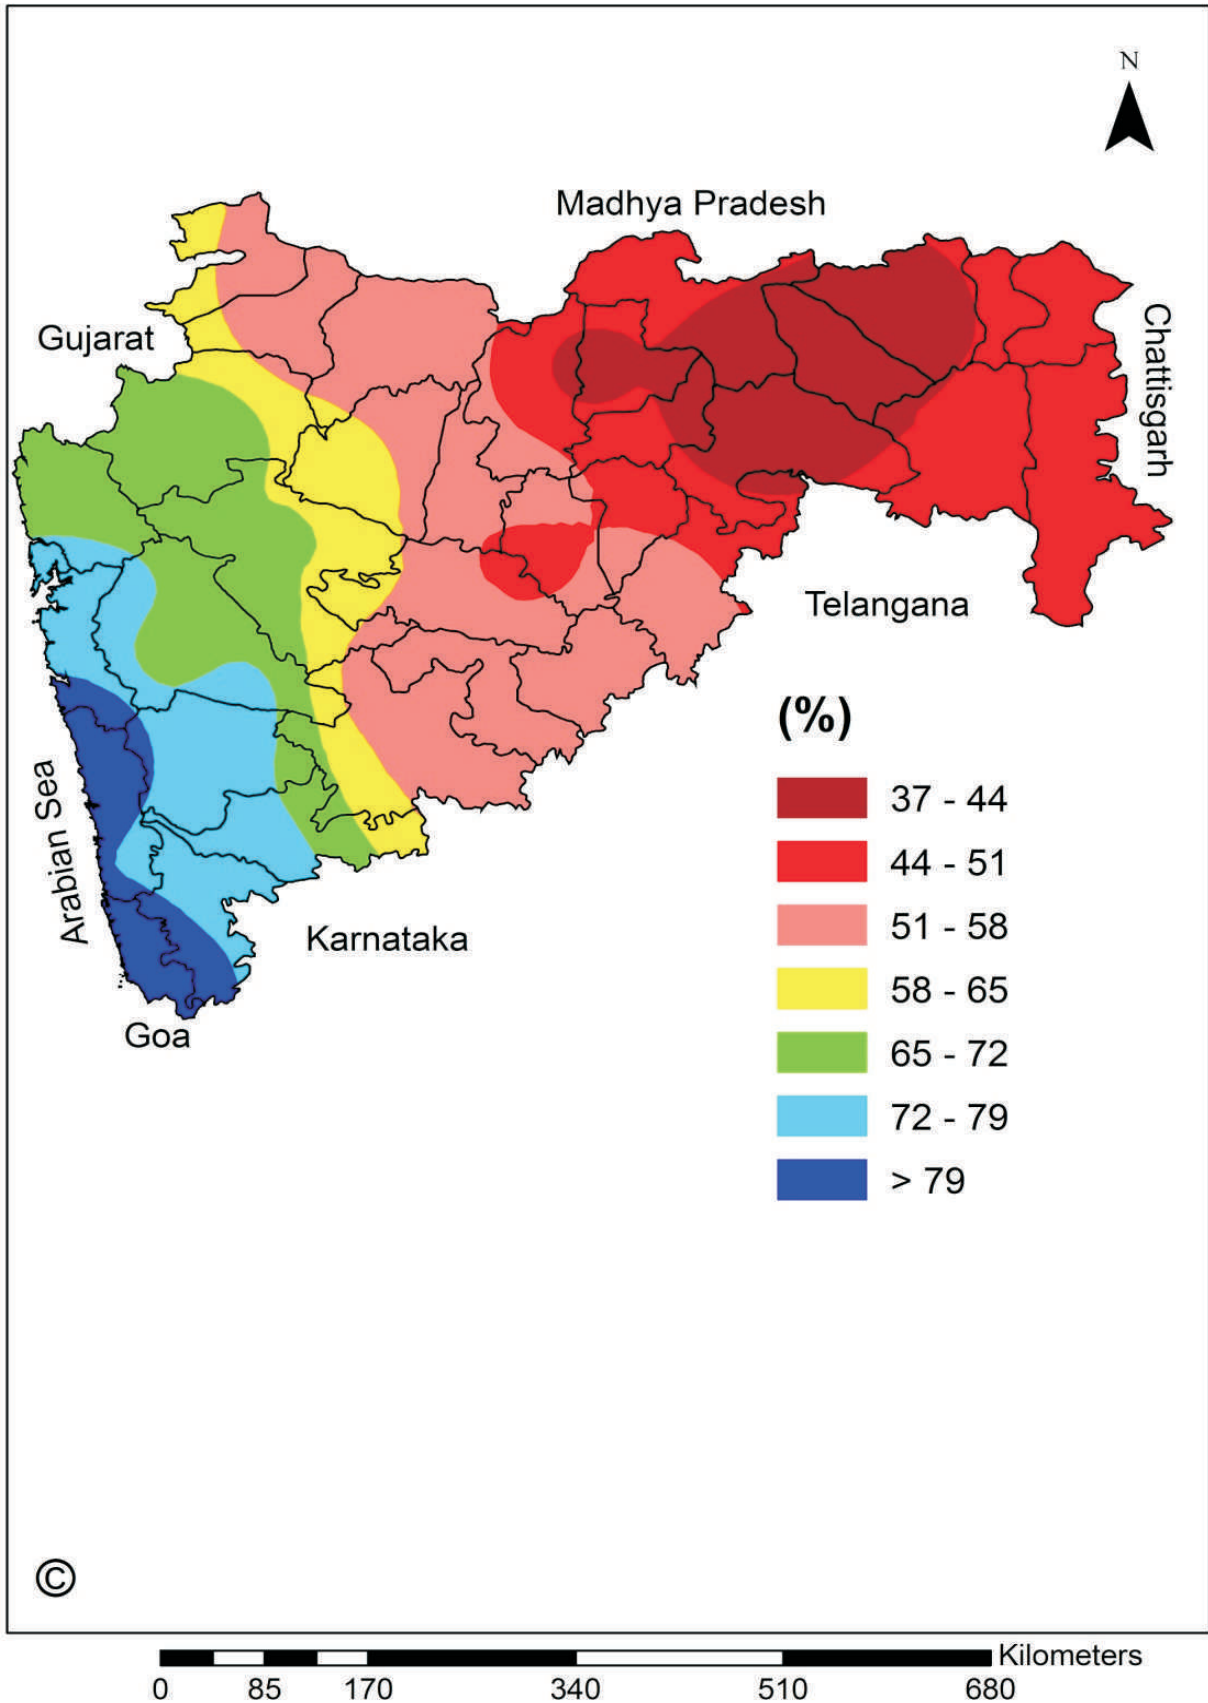 N
Madhya Pradesh
Gujarat
Chattisgarh
Telangana
(%)
37 - 44
44 - 51
51 - 58
58 - 65
65 - 72
72 - 79
> 79
Arabian Sea
Karnataka
Goa
©
Kilometers
0 85 170 340 510 680